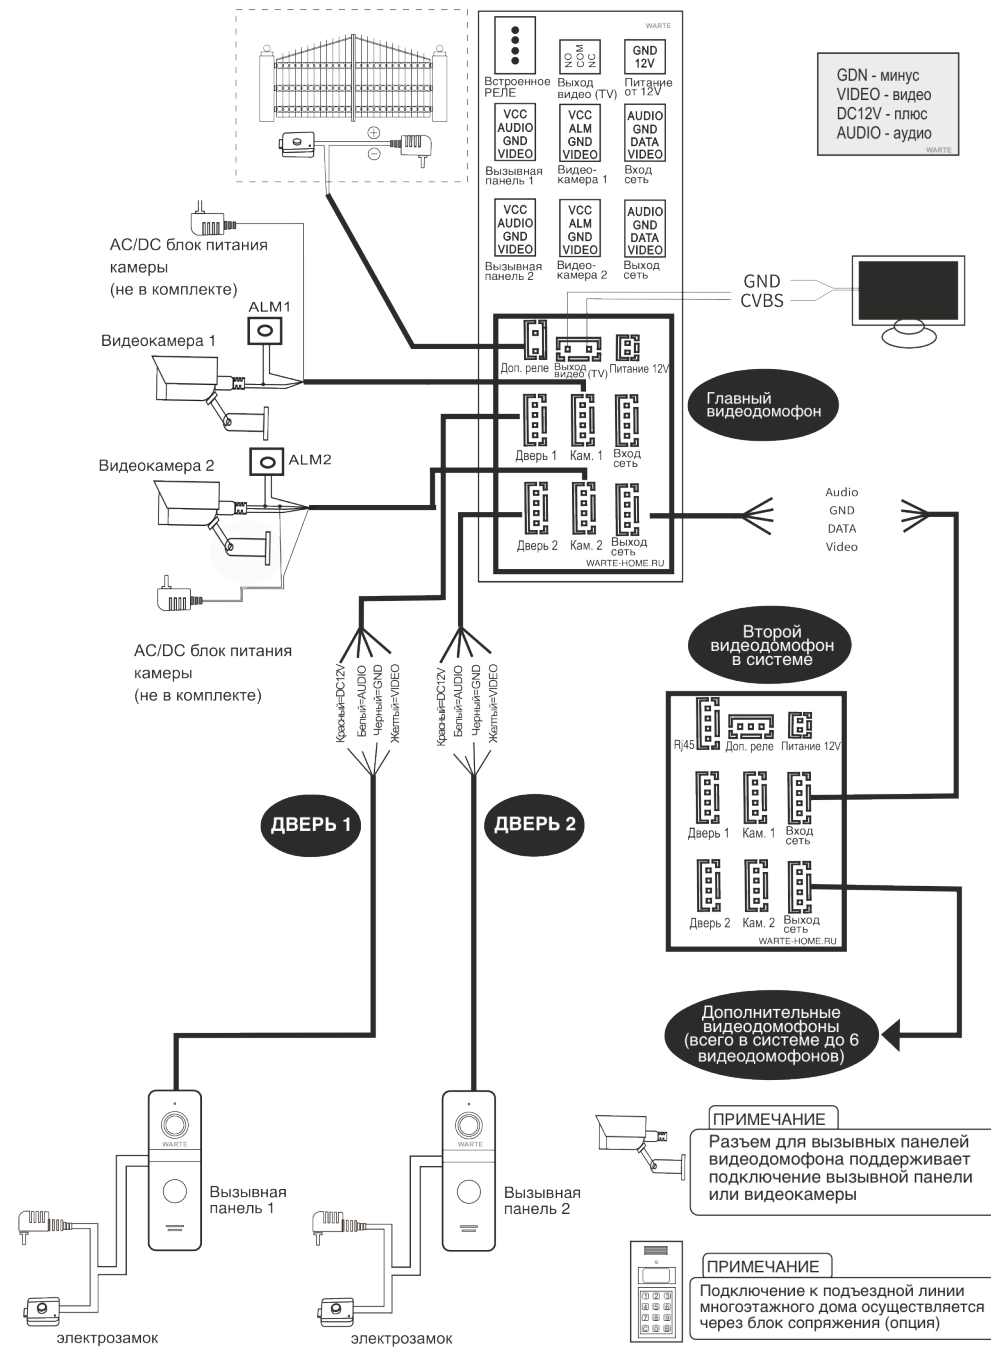 WARTE
NO
COM
NC
GND
12V
Встроенное
РЕЛЕ
Выход
видео (TV)
Питание
от 12V
VCC
AUDIO
GND
VIDEO
VCC
ALM
GND
VIDEO
AUDIO
GND
DATA
VIDEO
Вызывная
панель 1
Видео-
камера 1
Вход
сеть
VCC
AUDIO
GND
VIDEO
VCC
ALM
GND
VIDEO
AUDIO
GND
DATA
VIDEO
Вызывная
панель 2
Видео-
камера 2
Выход
сеть
GDN - минус
VIDEO - видео
DC12V - плюс
AUDIO - аудио
WARTE
+
−
AC/DC блок питания
камеры
(не в комплекте)
ALM1
Видеокамера 1
Видеокамера 2
ALM2
AC/DC блок питания
камеры
(не в комплекте)
GND
CVBS
Доп. реле
Выход
видео (TV)
Питание 12V
Дверь 1
Кам. 1
Вход
сеть
Дверь 2
Кам. 2
Выход
сеть
WARTE-HOME.RU
Главный
видеодомофон
Audio
GND
DATA
Video
Второй
видеодомофон
в системе
Rj45
Доп. реле
Питание 12V
Дверь 1
Кам. 1
Вход
сеть
Дверь 2
Кам. 2
Выход
сеть
WARTE-HOME.RU
Красный=DC12V
Белый=AUDIO
Черный=GND
Желтый=VIDEO
Красный=DC12V
Белый=AUDIO
Черный=GND
Желтый=VIDEO
ДВЕРЬ 1
ДВЕРЬ 2
Дополнительные
видеодомофоны
(всего в системе до 6
видеодомофонов)
WARTE
Вызывная
панель 1
электрозамок
WARTE
Вызывная
панель 2
электрозамок
ПРИМЕЧАНИЕ
Разъем для вызывных панелей
видеодомофона поддерживает
подключение вызывной панели
или видеокамеры
ПРИМЕЧАНИЕ
Подключение к подъездной линии
многоэтажного дома осуществляется
через блок сопряжения (опция)